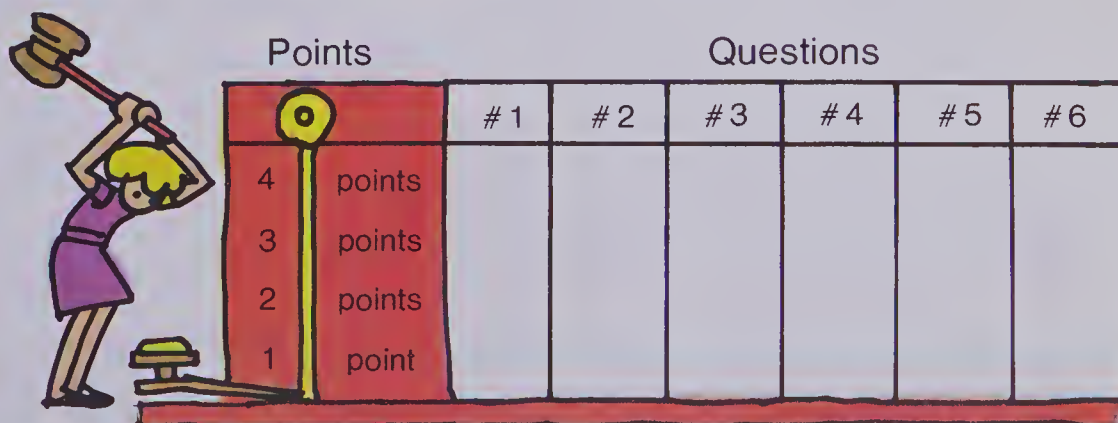 Points Questions
#1 #2 #3 #4 #5 #6
4 points
3 points
2 points
1 point